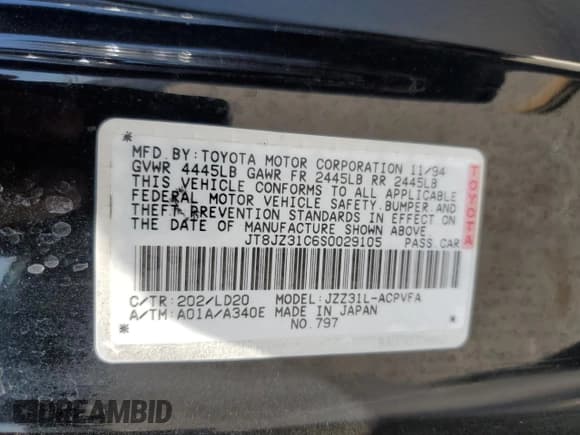 MFD.BY:TOYOTA MOTOR CORPORATION 11/94
GVWR 4445LB GAWR FR 2445LB RR 2445LB
THIS VEHICLE CONFORMS TO ALL APPLICABLE
FEDERAL MOTOR VEHICLE SAFETY,BUMPER,AND
THEFT PREVENTION STANDARDS IN EFFECT ON
THE DATE OF MANUFACTURE SHOWN ABOVE.
JT8JZ31C6S0029105 PASS.CAR
TOYOTA
C/TR:202/LD20 MODEL:JZZ31L-ACPVFA
A/TM:A01A/A340E MADE IN JAPAN
NO.797
DREAMBID